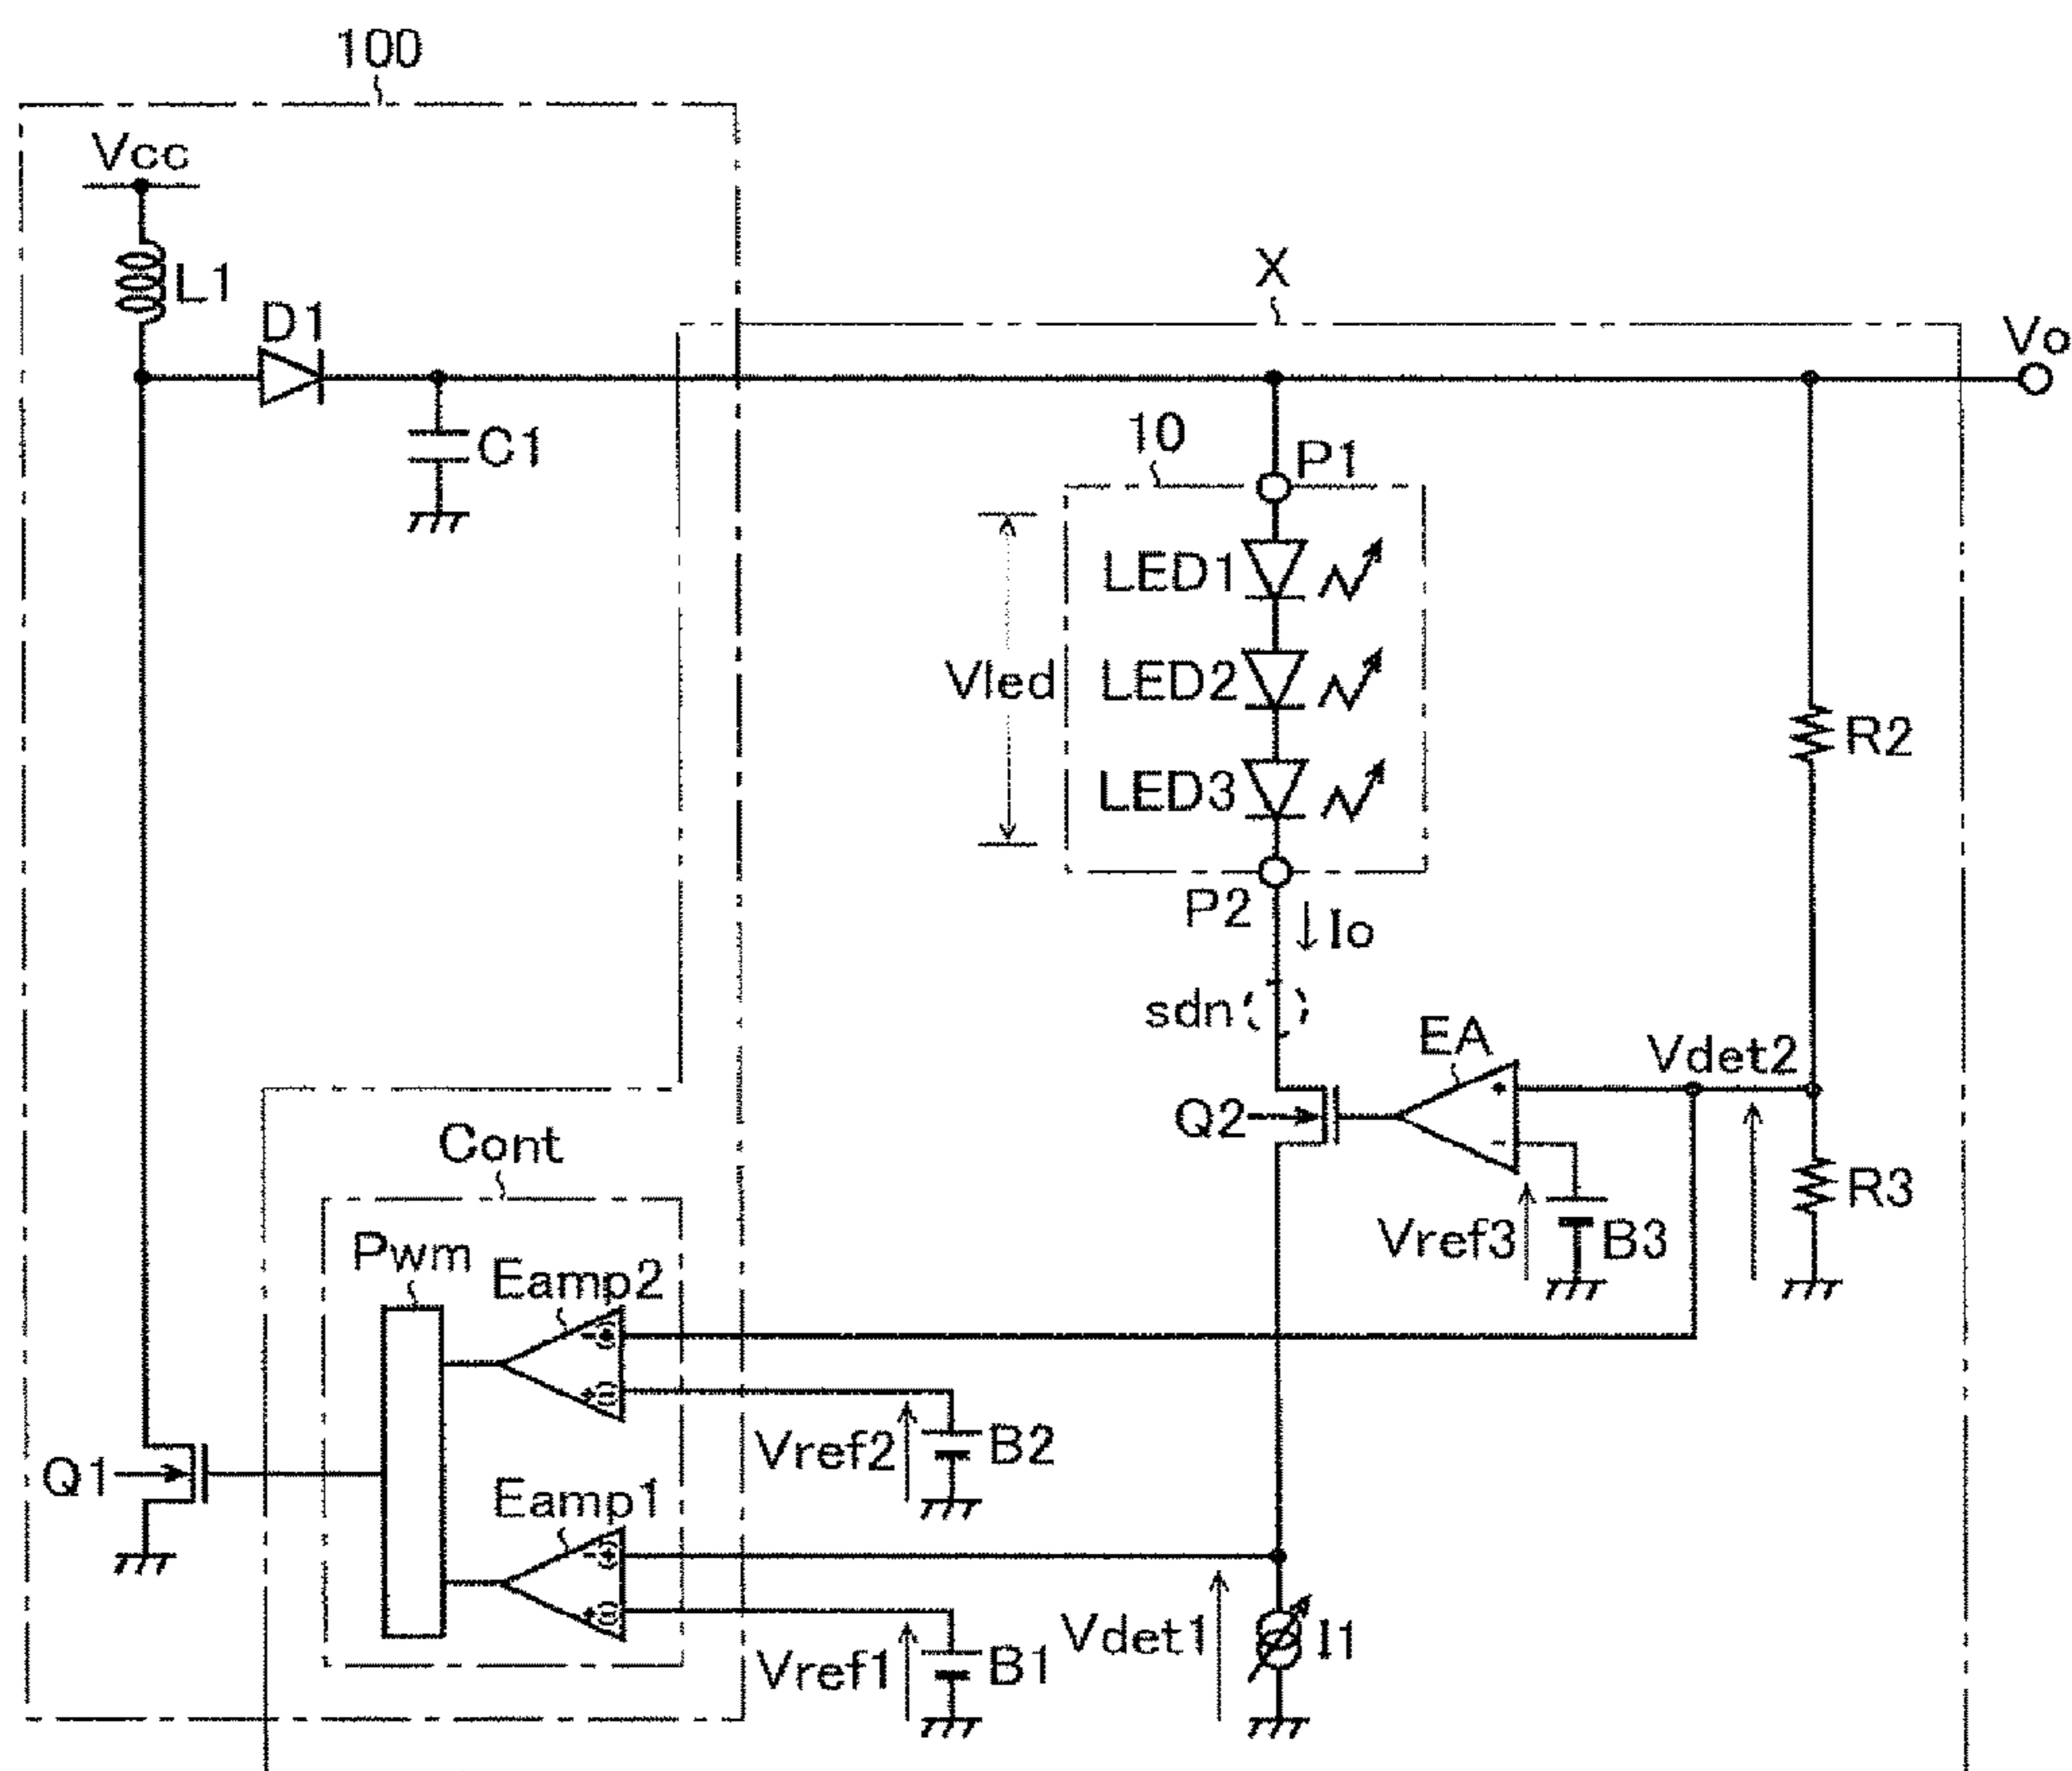 100
Vcc
L1
D1
X
Vo
C1
10
P1
LED1
Vled
LED2
R2
LED3
P2
Io
sdn
EA
Vdet2
Q2
Cont
R3
Pwm
Vref3
B3
Eamp2
Vref2
B2
Q1
Eamp1
Vdet1
I1
Vref1
B1